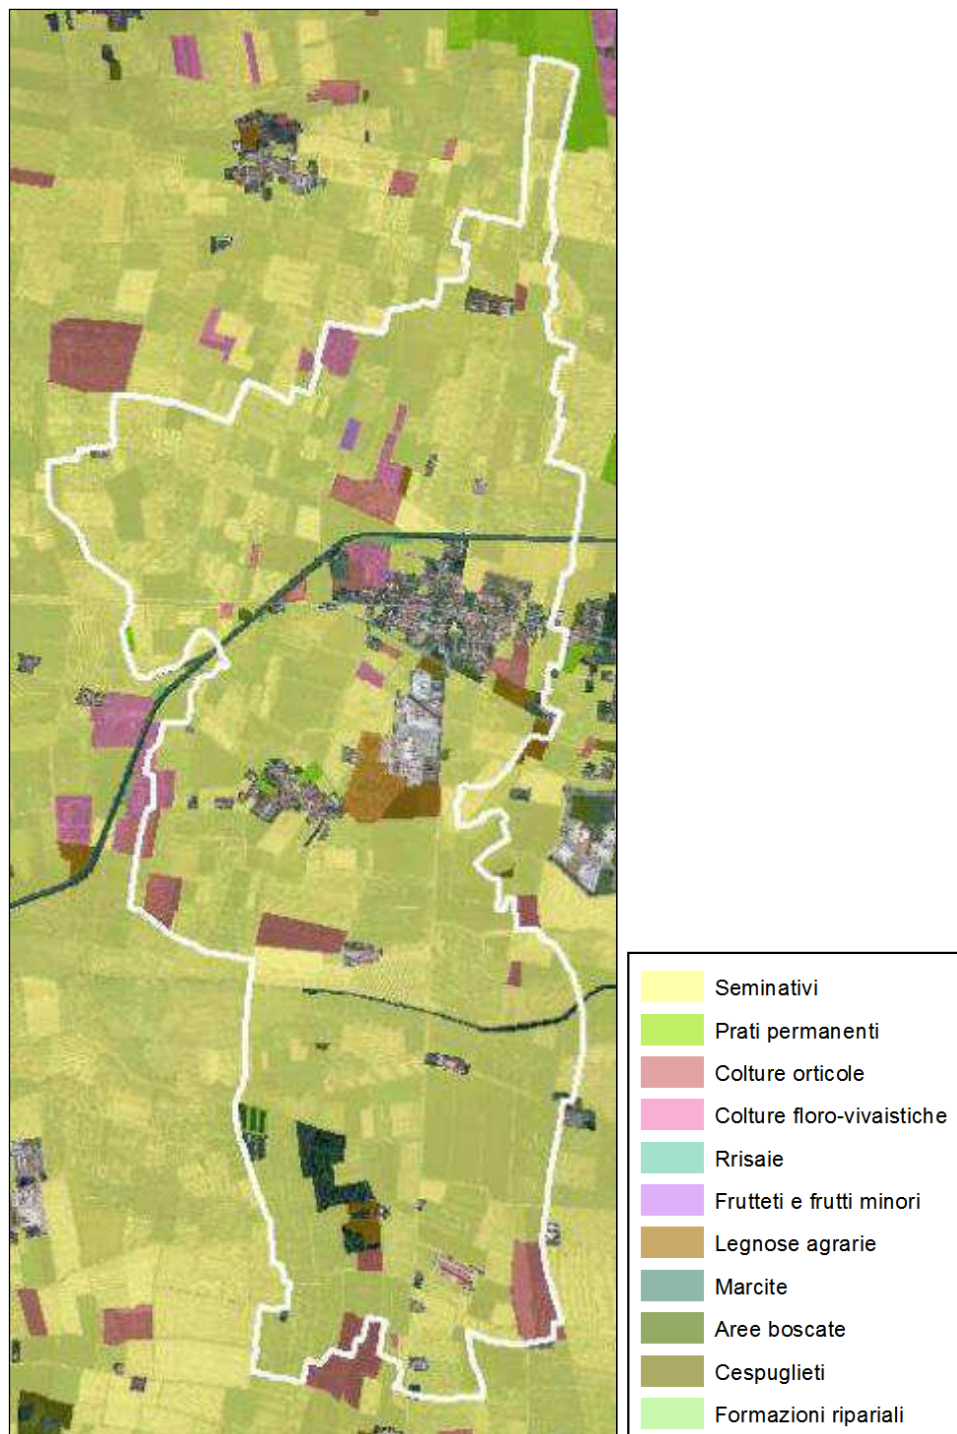 Seminativi
Prati permanenti
Colture orticole
Colture floro-vivaistiche
Rrisaie
Frutteti e frutti minori
Legnose agrarie
Marcite
Aree boscate
Cespuglieti
Formazioni ripariali